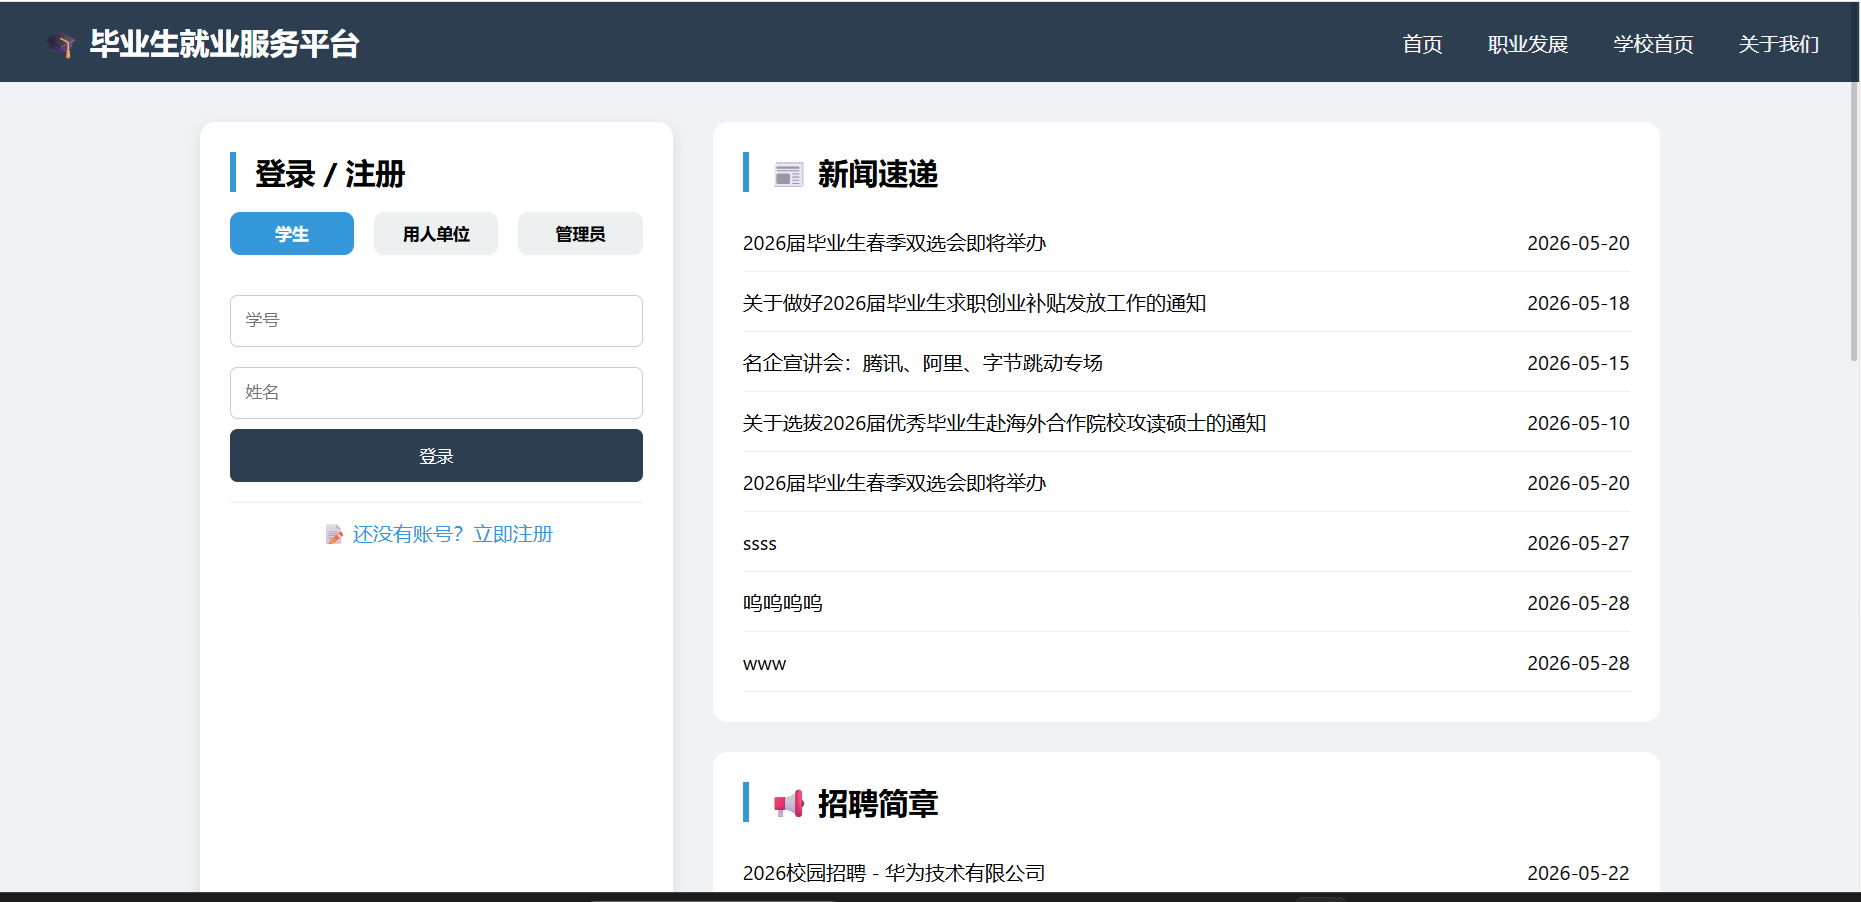 毕业生就业服务平台
首页 职业发展 学校首页 关于我们
登录 / 注册
学生 用人单位 管理员
学号
姓名
登录
还没有账号？立即注册
新闻速递
2026届毕业生春季双选会即将举办 2026-05-20
关于做好2026届毕业生求职创业补贴发放工作的通知 2026-05-18
名企宣讲会：腾讯、阿里、字节跳动专场 2026-05-15
关于选拔2026届优秀毕业生赴海外合作院校攻读硕士的通知 2026-05-10
2026届毕业生春季双选会即将举办 2026-05-20
ssss 2026-05-27
呜呜呜呜 2026-05-28
www 2026-05-28
招聘简章
2026校园招聘 - 华为技术有限公司 2026-05-22